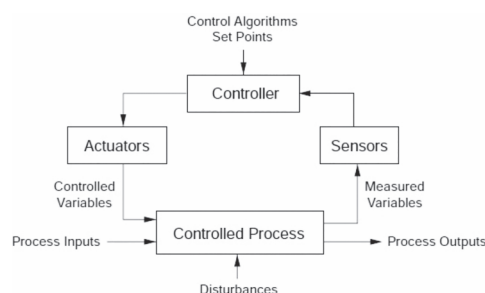 Control Algorithms
Set Points
Controller
Actuators
Sensors
Controlled
Variables
Measured
Variables
Process Inputs
Controlled Process
Process Outputs
Disturbances